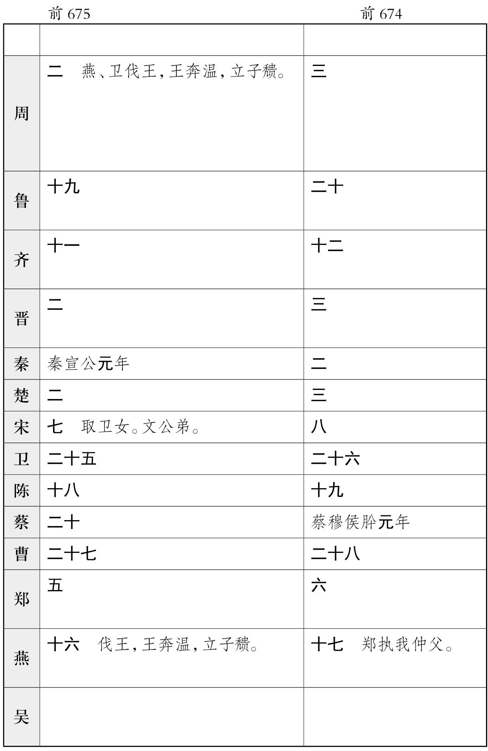 前 675 前 674
周 二 燕、卫伐王，王奔温，立子穨。 三
鲁 十九 二十
齐 十一 十二
晋 二 三
秦 秦宣公元年 二
楚 二 三
宋 七 取卫女。文公弟。 八
卫 二十五 二十六
陈 十八 十九
蔡 二十 蔡穆侯肸元年
曹 二十七 二十八
郑 五 六
燕 十六 伐王，王奔温，立子穨。 十七 郑执我仲父。
吴